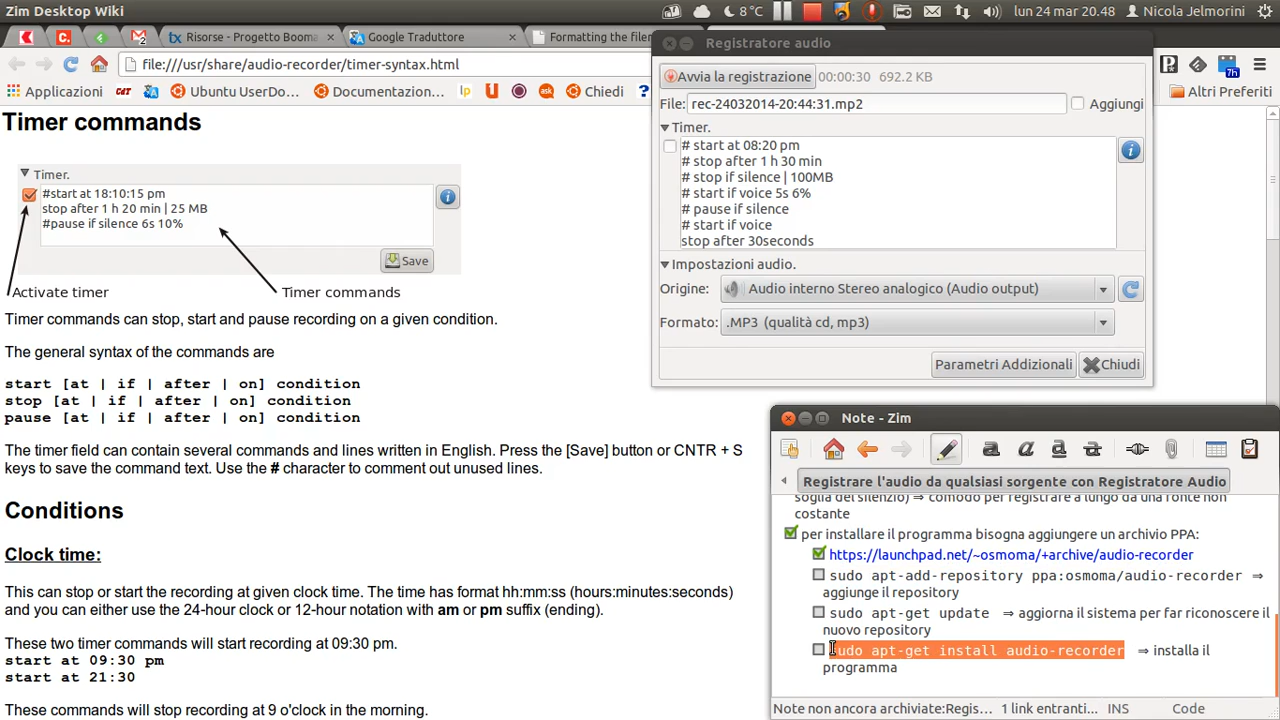 Zim Desktop Wiki
8 °C
lun 24 mar 20.48
Nicola Jelmorini
2
Risorse - Progetto Booma
Google Traduttore
Formatting the filen
file:///usr/share/audio-recorder/timer-syntax.html
7h
Applicazioni
CAT
Ubuntu UserDo...
Documentazion...
lp
ask
Chiedi
Altri Preferiti
Timer commands
Timer.
#start at 18:10:15 pm
stop after 1 h 20 min | 25 MB
#pause if silence 6s 10%
Save
Activate timer
Timer commands
Timer commands can stop, start and pause recording on a given condition.
The general syntax of the commands are
start [at | if | after | on] condition
stop [at | if | after | on] condition
pause [at | if | after | on] condition
The timer field can contain several commands and lines written in English. Press the [Save] button or CNTR + S
keys to save the command text. Use the # character to comment out unused lines.
Conditions
Clock time:
This can stop or start the recording at given clock time. The time has format hh:mm:ss (hours:minutes:seconds)
and you can either use the 24-hour clock or 12-hour notation with am or pm suffix (ending).
These two timer commands will start recording at 09:30 pm.
start at 09:30 pm
start at 21:30
These commands will stop recording at 9 o'clock in the morning.
Registratore audio
Avvia la registrazione
00:00:30
692.2 KB
File:
rec-24032014-20:44:31.mp2
Aggiungi
Timer.
# start at 08:20 pm
# stop after 1 h 30 min
# stop if silence | 100MB
# start if voice 5s 6%
# pause if silence
# start if voice
stop after 30seconds
Impostazioni audio.
Origine:
Audio interno Stereo analogico (Audio output)
Formato:
.MP3 (qualità cd, mp3)
Parametri Addizionali
Chiudi
Note - Zim
Registrare l'audio da qualsiasi sorgente con Registratore Audio
soglia del silenzio) ⇒ comodo per registrare a lungo da una fonte non
costante
per installare il programma bisogna aggiungere un archivio PPA:
https://launchpad.net/~osmoma/+archive/audio-recorder
sudo apt-add-repository ppa:osmoma/audio-recorder ⇒
aggiunge il repository
sudo apt-get update ⇒ aggiorna il sistema per far riconoscere il
nuovo repository
sudo apt-get install audio-recorder ⇒ installa il
programma
Note non ancora archiviate:Regis...
1 link entranti...
INS
Code